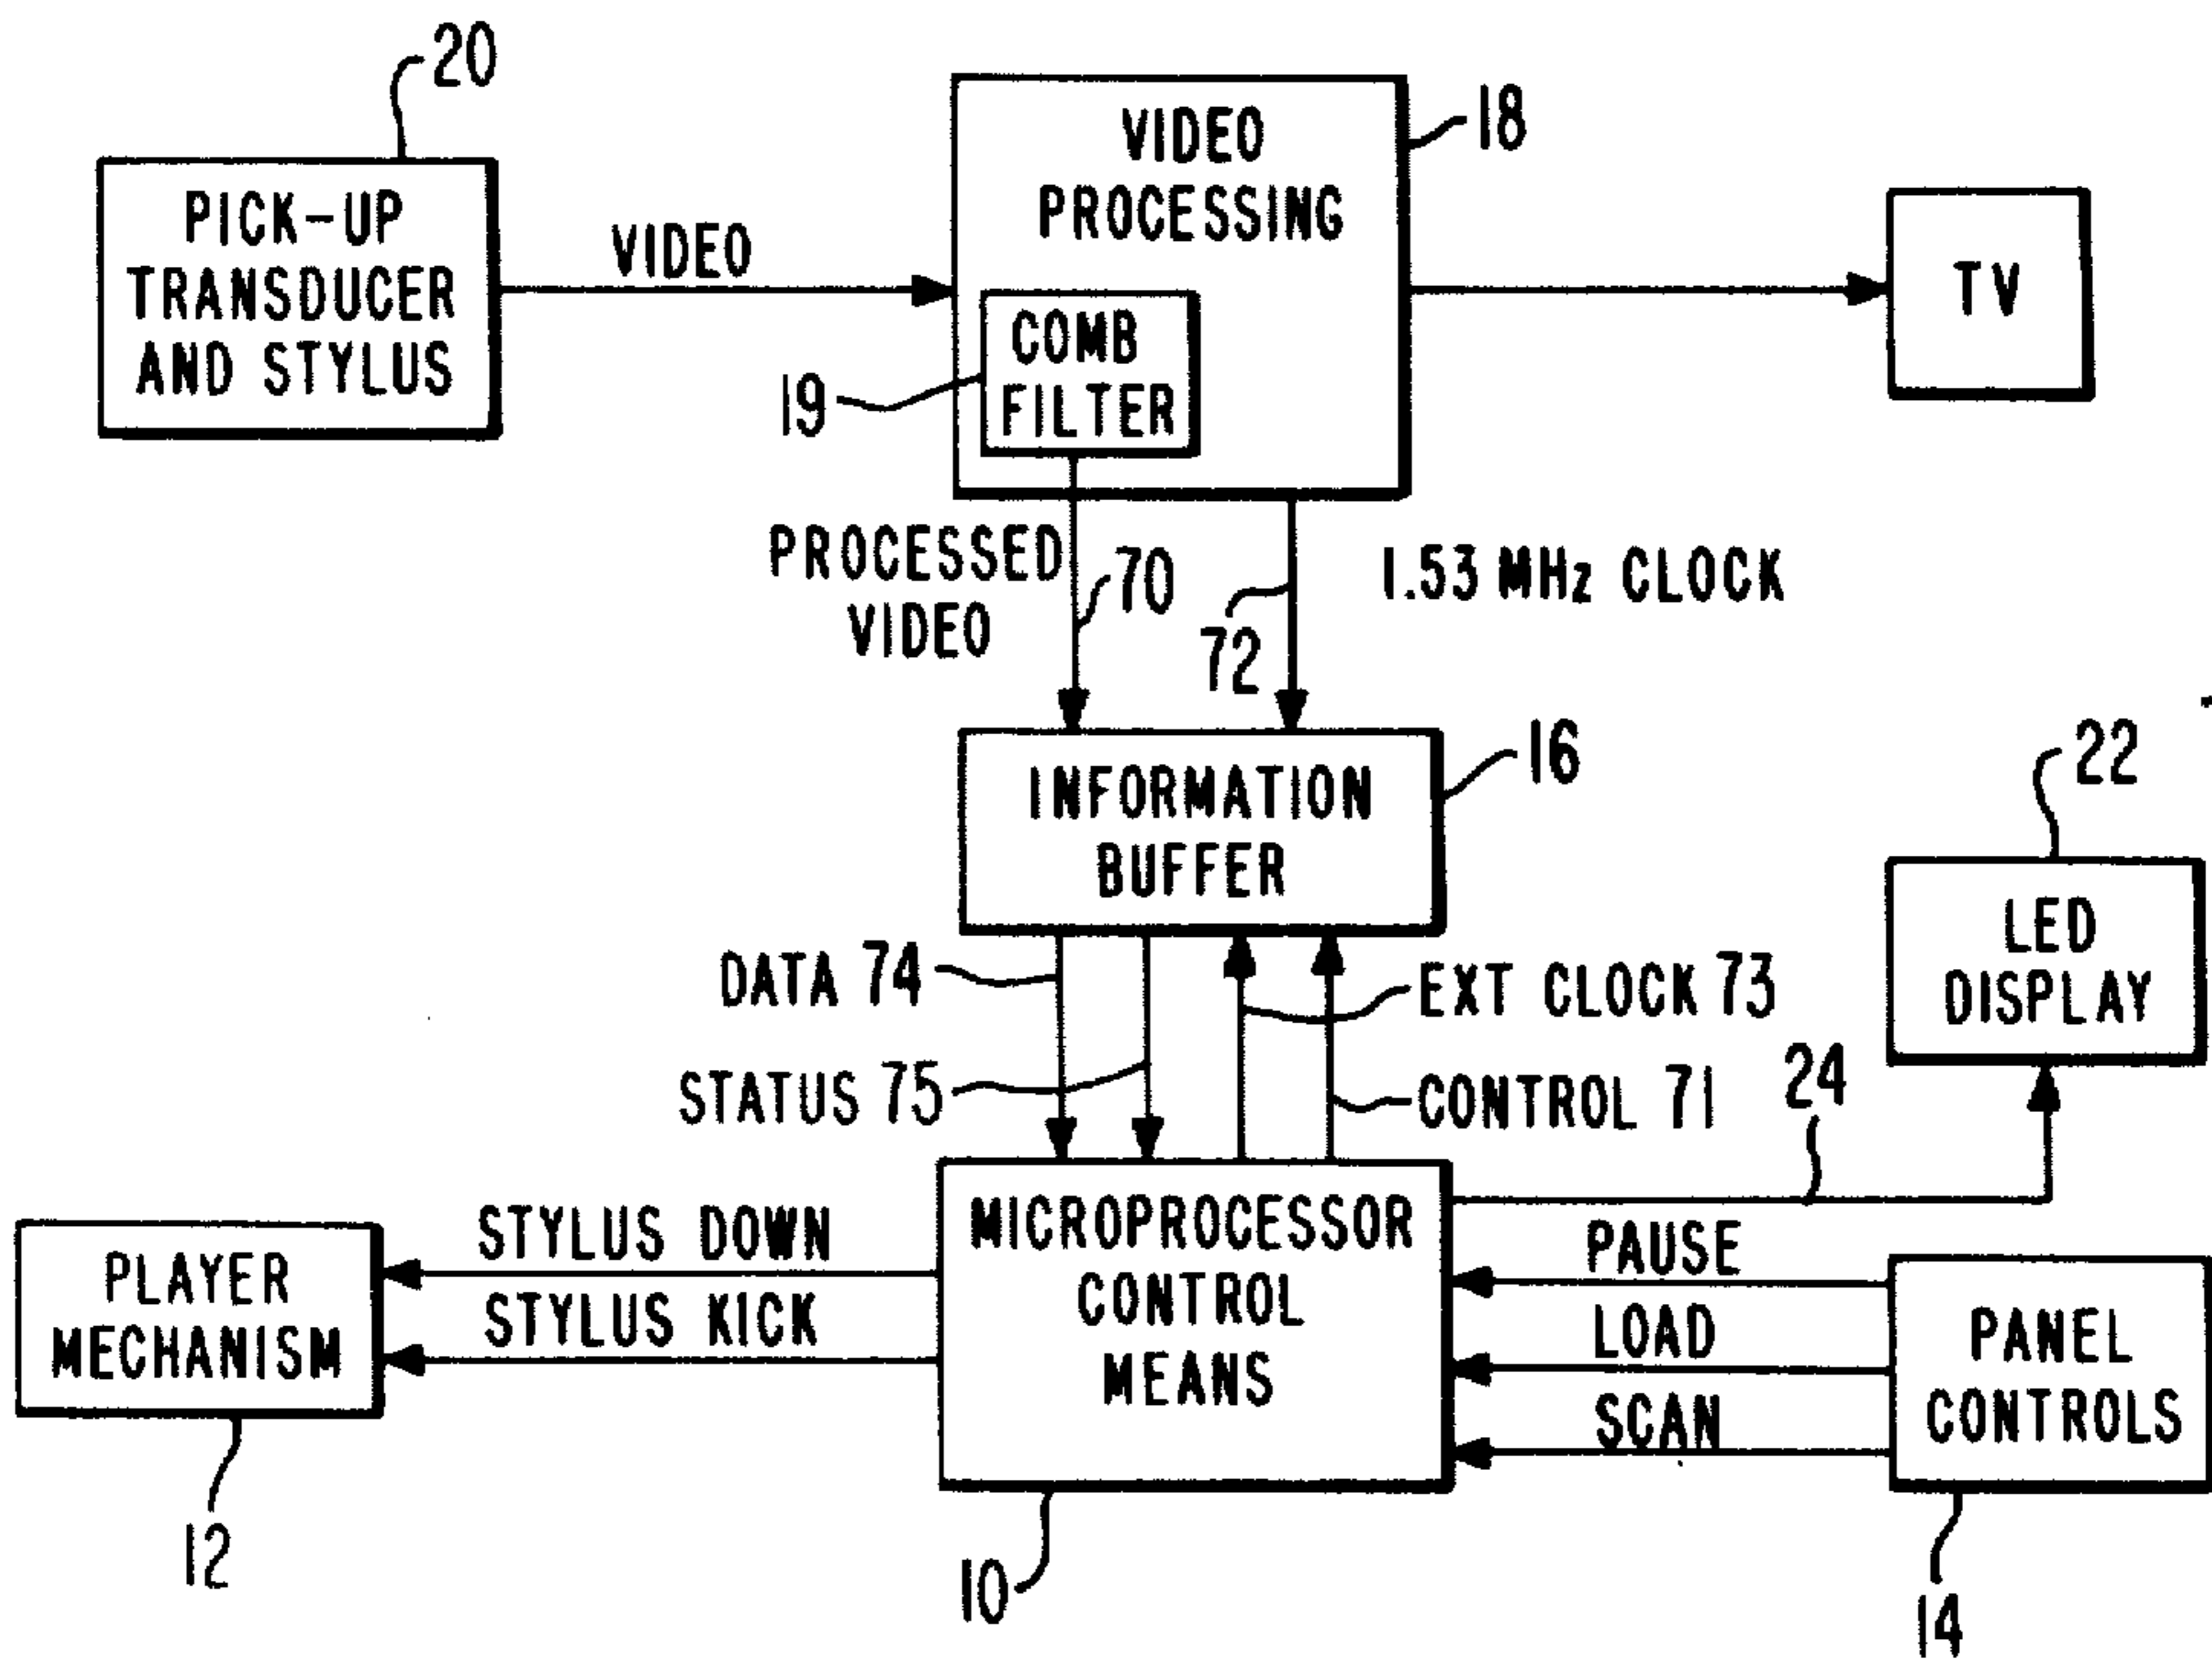 20
PICK-UP
TRANSDUCER
AND STYLUS
VIDEO
VIDEO
PROCESSING
18
COMB
FILTER
19
TV
PROCESSED
VIDEO
70
72
1.53 MHz CLOCK
INFORMATION
BUFFER
16
22
LED
DISPLAY
DATA 74
STATUS 75
EXT CLOCK 73
CONTROL 71
24
PLAYER
MECHANISM
12
STYLUS DOWN
STYLUS KICK
MICROPROCESSOR
CONTROL
MEANS
10
PAUSE
LOAD
SCAN
PANEL
CONTROLS
14